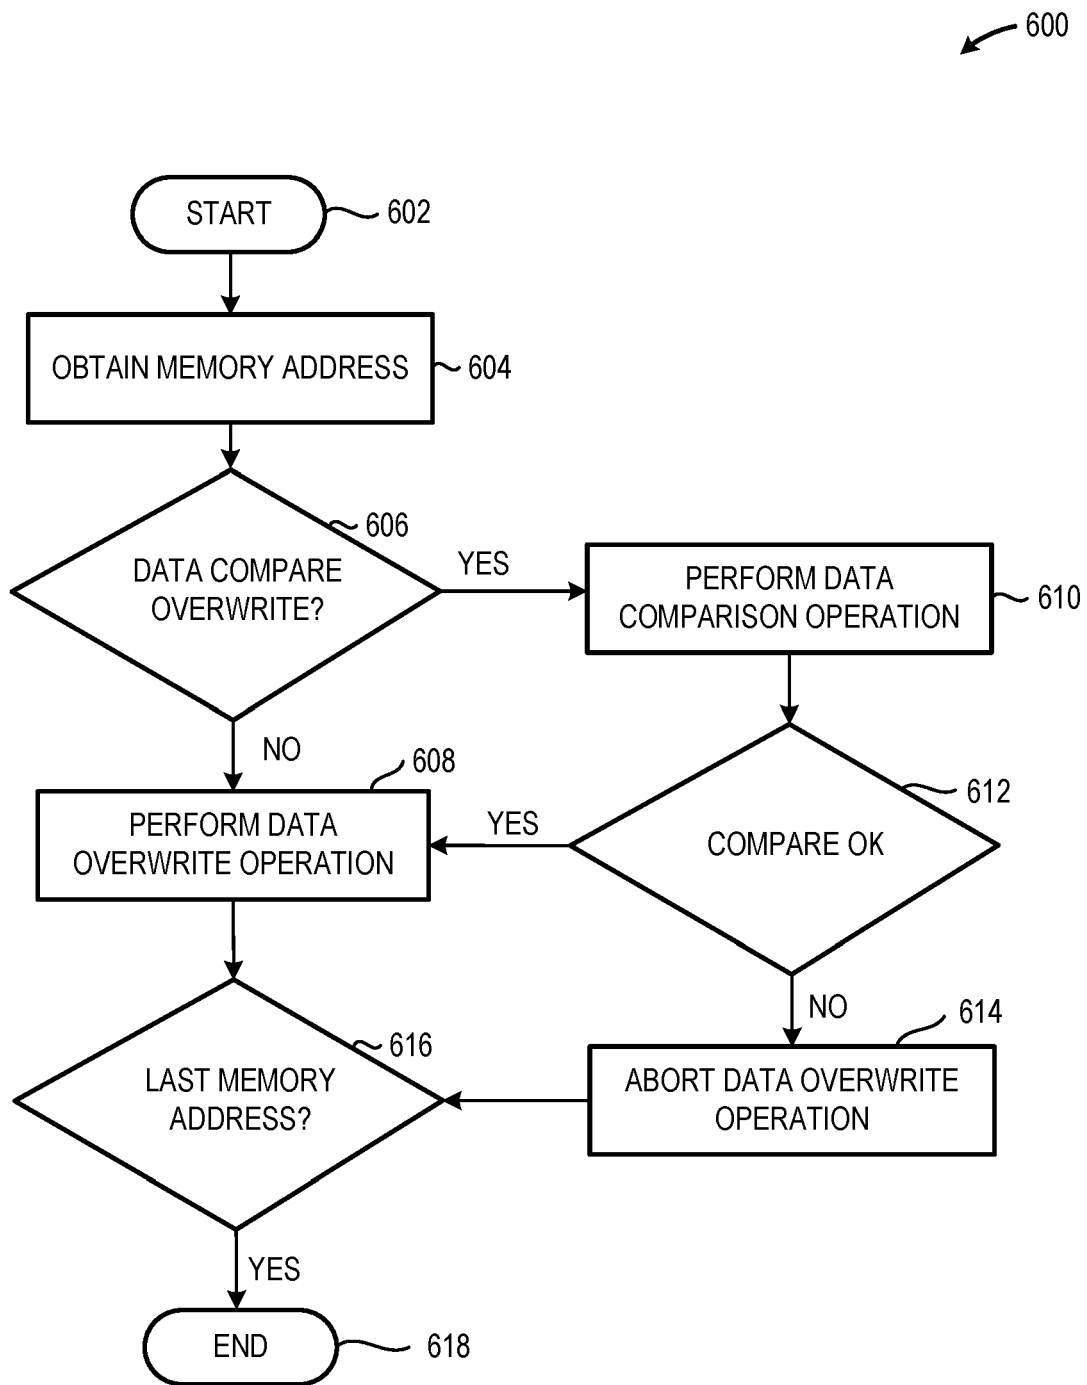 600
START
602
OBTAIN MEMORY ADDRESS
604
606
DATA COMPARE
OVERWRITE?
YES
PERFORM DATA
COMPARISON OPERATION
610
NO
608
PERFORM DATA
OVERWRITE OPERATION
YES
612
COMPARE OK
NO
614
616
LAST MEMORY
ADDRESS?
ABORT DATA OVERWRITE
OPERATION
YES
END
618